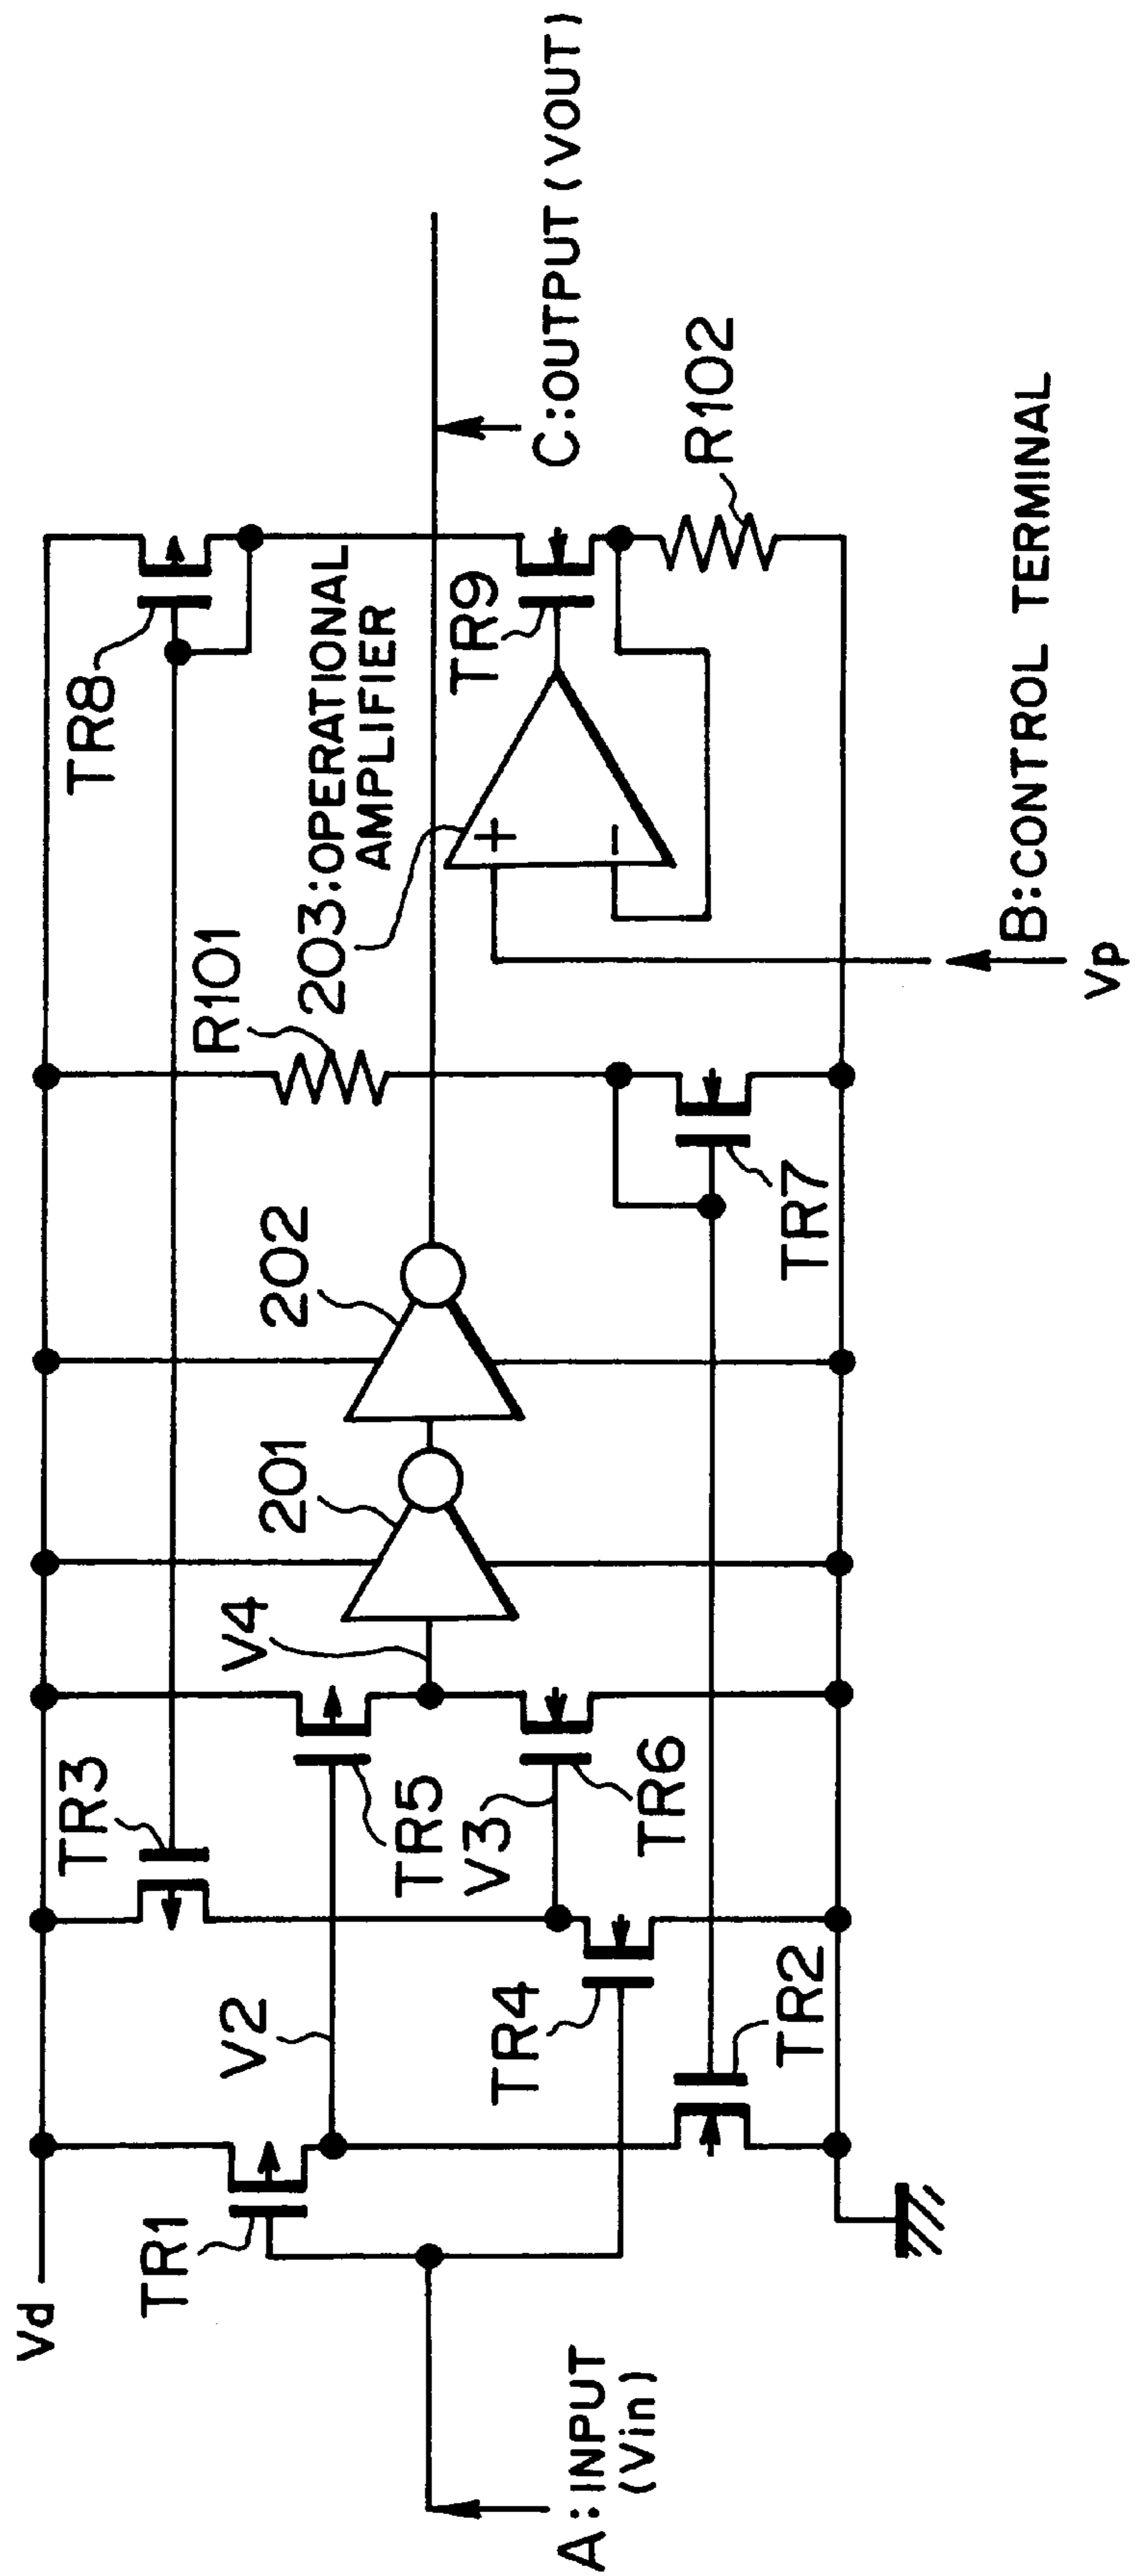 Vd
TR8
TR3
R101
203:OPERATIONAL
AMPLIFIER
C:OUTPUT (VOUT)
TR1
V2
V4
201
202
TR9
R102
TR5
V3
TR4
TR6
TR7
TR2
+
−
A:INPUT
(Vin)
Vp
B:CONTROL TERMINAL